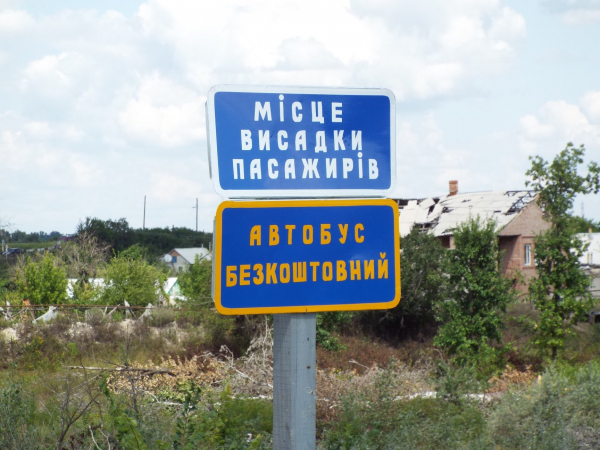 МІСЦЕ
ВИСАДКИ
ПАСАЖИРІВ
АВТОБУС
БЕЗКОШТОВНИЙ